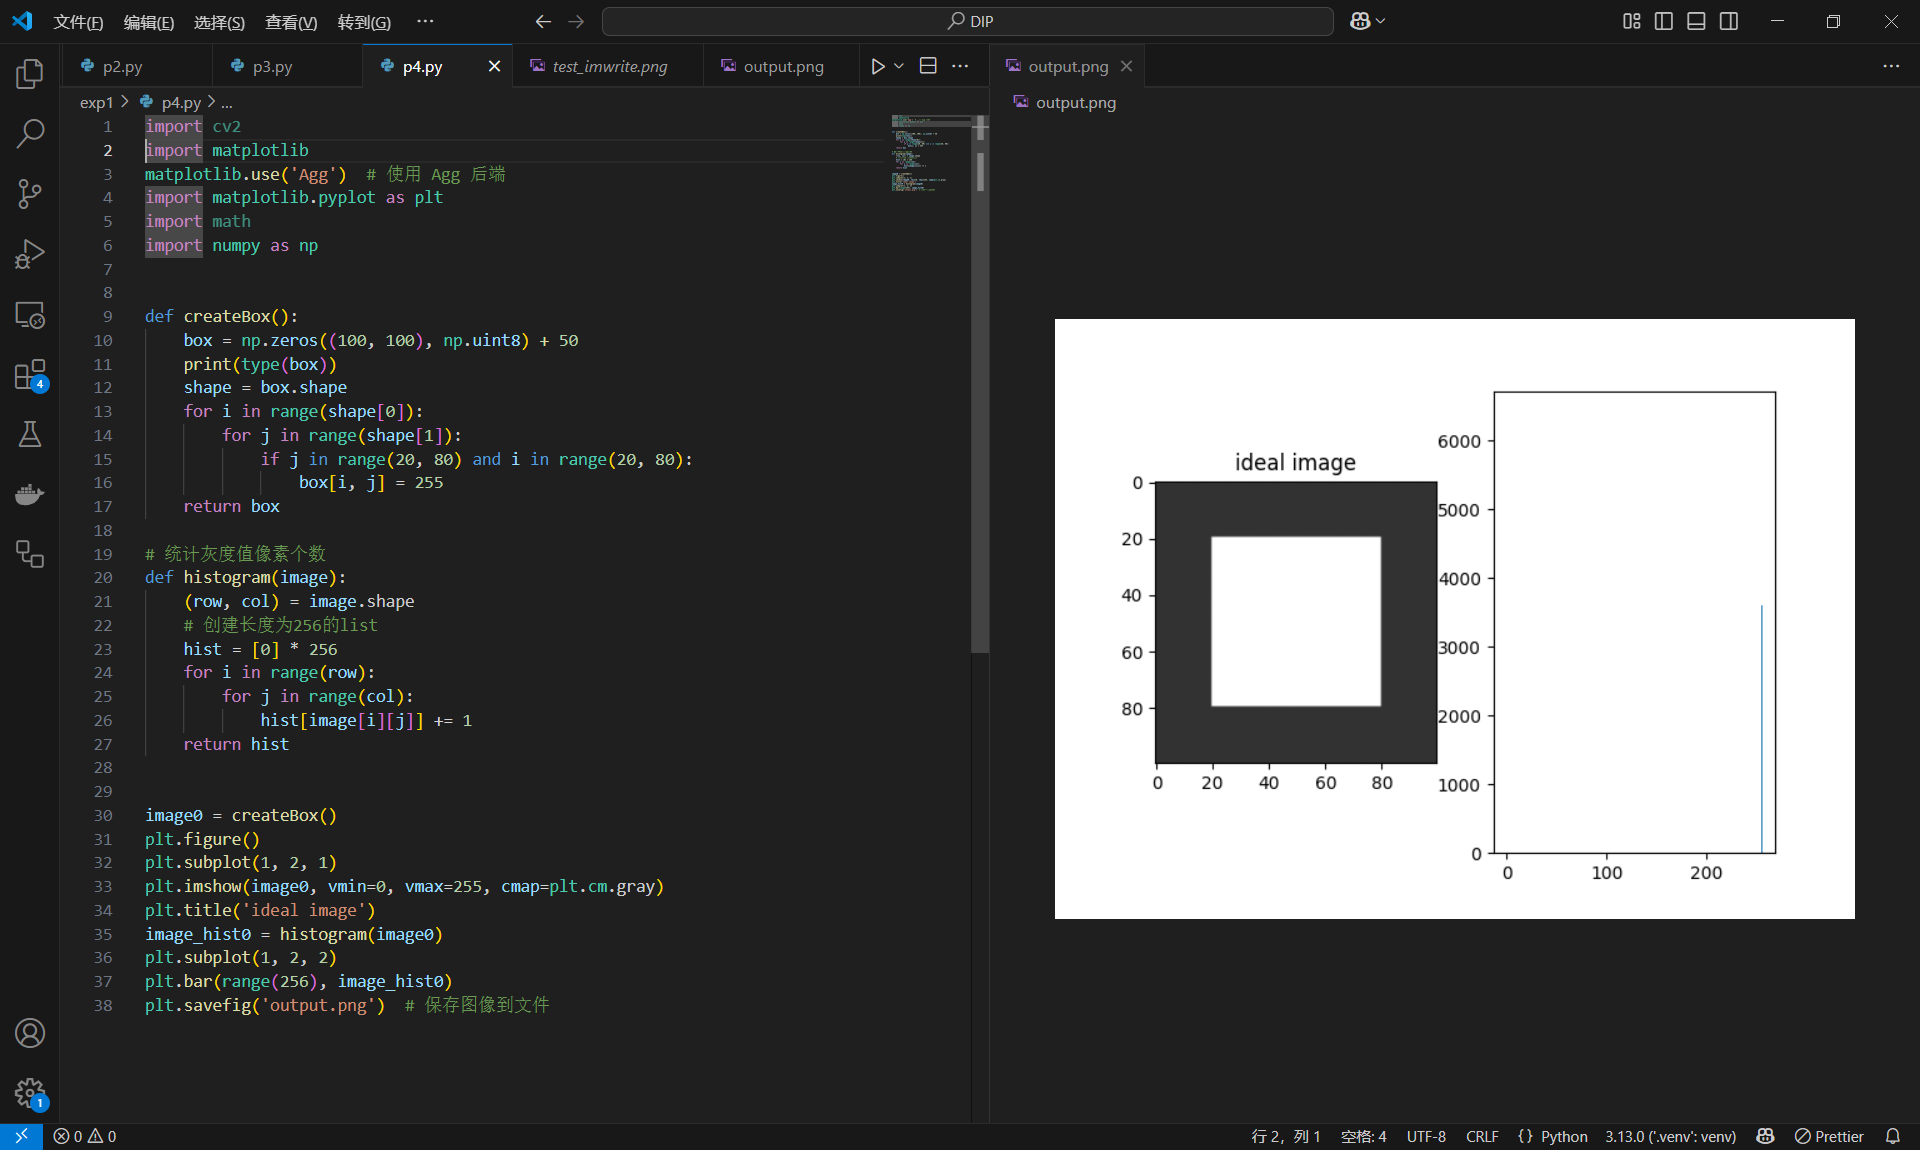 文件(F) 编辑(E) 选择(S) 查看(V) 转到(G) ··· DIP
p2.py p3.py p4.py test_imwrite.png output.png ···
exp1 > p4.py > ...
1 import cv2
2 import matplotlib
3 matplotlib.use('Agg')  # 使用 Agg 后端
4 import matplotlib.pyplot as plt
5 import math
6 import numpy as np
7
8
9 def createBox():
10     box = np.zeros((100, 100), np.uint8) + 50
11     print(type(box))
12     shape = box.shape
13     for i in range(shape[0]):
14         for j in range(shape[1]):
15             if j in range(20, 80) and i in range(20, 80):
16                 box[i, j] = 255
17     return box
18
19 # 统计灰度值像素个数
20 def histogram(image):
21     (row, col) = image.shape
22     # 创建长度为256的list
23     hist = [0] * 256
24     for i in range(row):
25         for j in range(col):
26             hist[image[i][j]] += 1
27     return hist
28
29
30 image0 = createBox()
31 plt.figure()
32 plt.subplot(1, 2, 1)
33 plt.imshow(image0, vmin=0, vmax=255, cmap=plt.cm.gray)
34 plt.title('ideal image')
35 image_hist0 = histogram(image0)
36 plt.subplot(1, 2, 2)
37 plt.bar(range(256), image_hist0)
38 plt.savefig('output.png')  # 保存图像到文件
4
1
output.png ···
output.png
ideal image
0
20
40
60
80
0 20 40 60 80
6000
5000
4000
3000
2000
1000
0
0 100 200
0 0 行 2, 列 1 空格: 4 UTF-8 CRLF {} Python 3.13.0 ('.venv': venv) Prettier